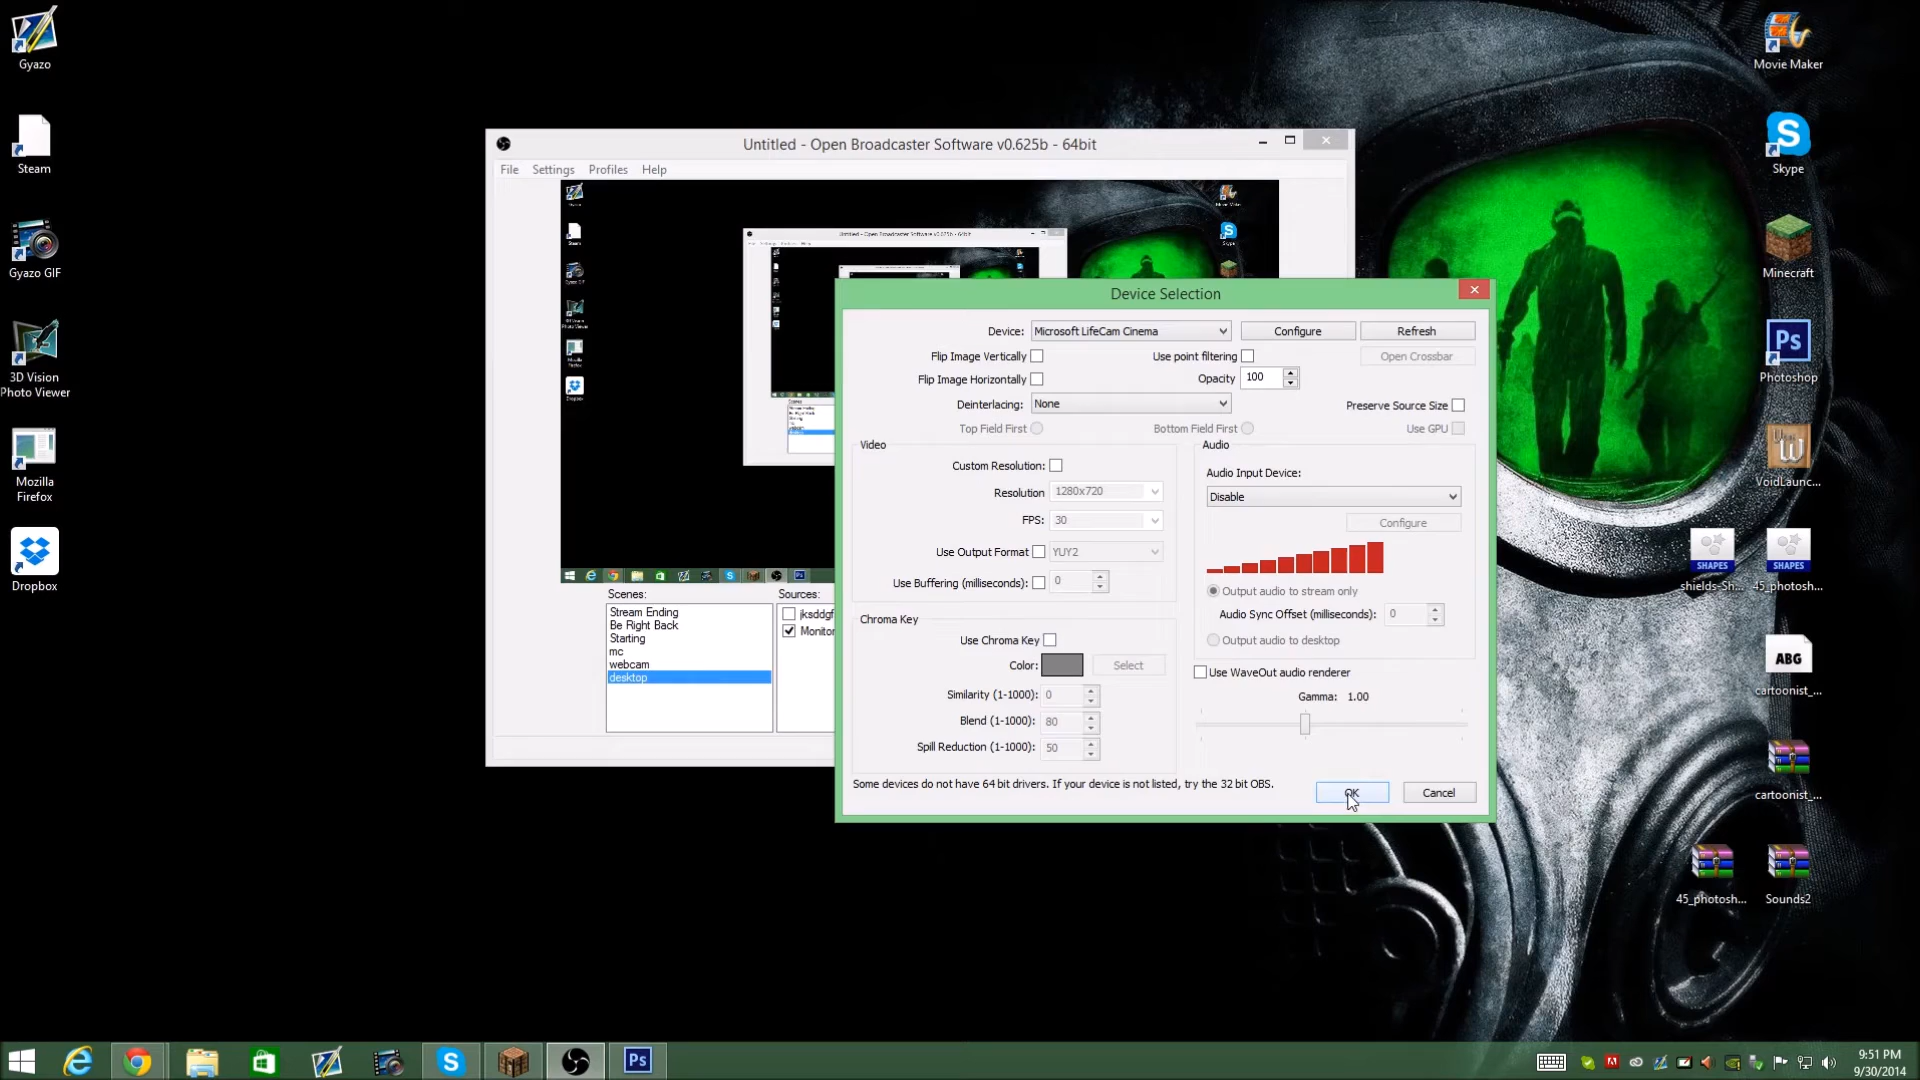 Gyazo
Steam
Gyazo GIF
3D Vision
Photo Viewer
Mozilla
Firefox
Dropbox
Untitled - Open Broadcaster Software v0.625b - 64bit
File Settings Profiles Help
Scenes:
Stream Ending
Be Right Back
Starting
mc
webcam
desktop
Sources:
jksddgf
Monitor
Device Selection
Device: Microsoft LifeCam Cinema Configure Refresh
Flip Image Vertically Use point filtering Open Crossbar
Flip Image Horizontally Opacity 100
Deinterlacing: None Preserve Source Size
Top Field First Bottom Field First Use GPU
Video
Custom Resolution:
Resolution 1280x720
FPS: 30
Use Output Format YUY2
Use Buffering (milliseconds): 0
Chroma Key
Use Chroma Key
Color: Select
Similarity (1-1000): 0
Blend (1-1000): 80
Spill Reduction (1-1000): 50
Audio
Audio Input Device:
Disable
Configure
Output audio to stream only
Audio Sync Offset (milliseconds): 0
Output audio to desktop
Use WaveOut audio renderer
Gamma: 1.00
Some devices do not have 64 bit drivers. If your device is not listed, try the 32 bit OBS.
OK Cancel
Movie Maker
Skype
Minecraft
Ps
Photoshop
VoidLaunc...
SHAPES SHAPES
shields-Sh... 45_photosh...
ABG
cartoonist_...
cartoonist_...
45_photosh... Sounds2
Ps
9:51 PM
9/30/2014